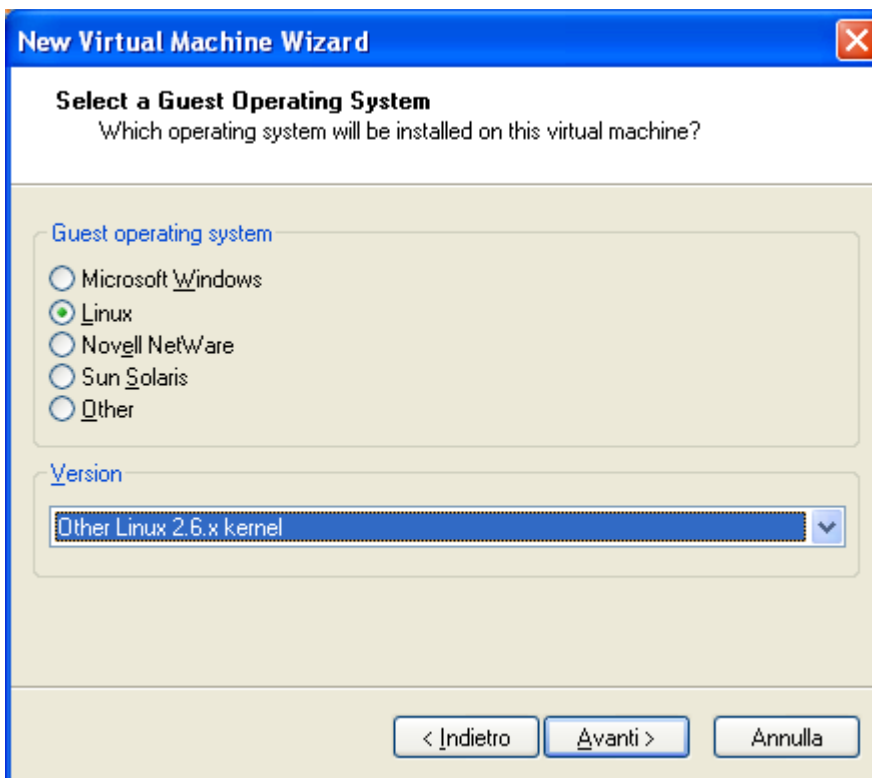 New Virtual Machine Wizard
Select a Guest Operating System
Which operating system will be installed on this virtual machine?
Guest operating system
Microsoft Windows
Linux
Novell NetWare
Sun Solaris
Other
Version
Other Linux 2.6.x kernel
< Indietro Avanti > Annulla